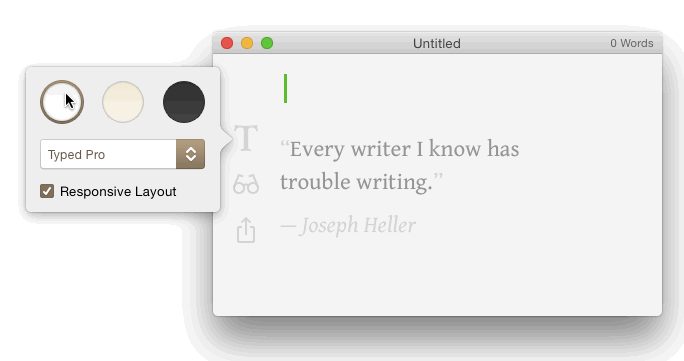 Untitled
0 Words
Typed Pro
Responsive Layout
T
“Every writer I know has
trouble writing.”
— Joseph Heller